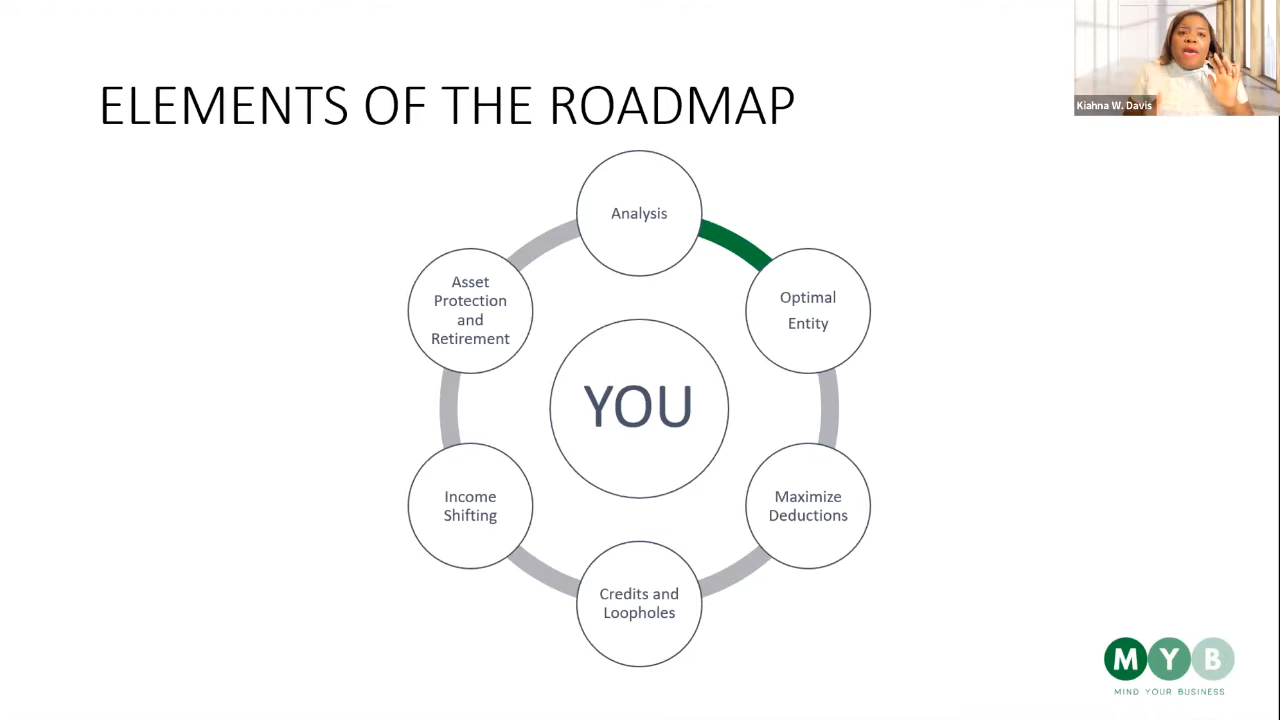 ELEMENTS OF THE ROADMAP
Kiahna W. Davis
Analysis
Optimal
Entity
Maximize
Deductions
Credits and
Loopholes
Income
Shifting
Asset
Protection
and
Retirement
YOU
MYB
MIND YOUR BUSINESS